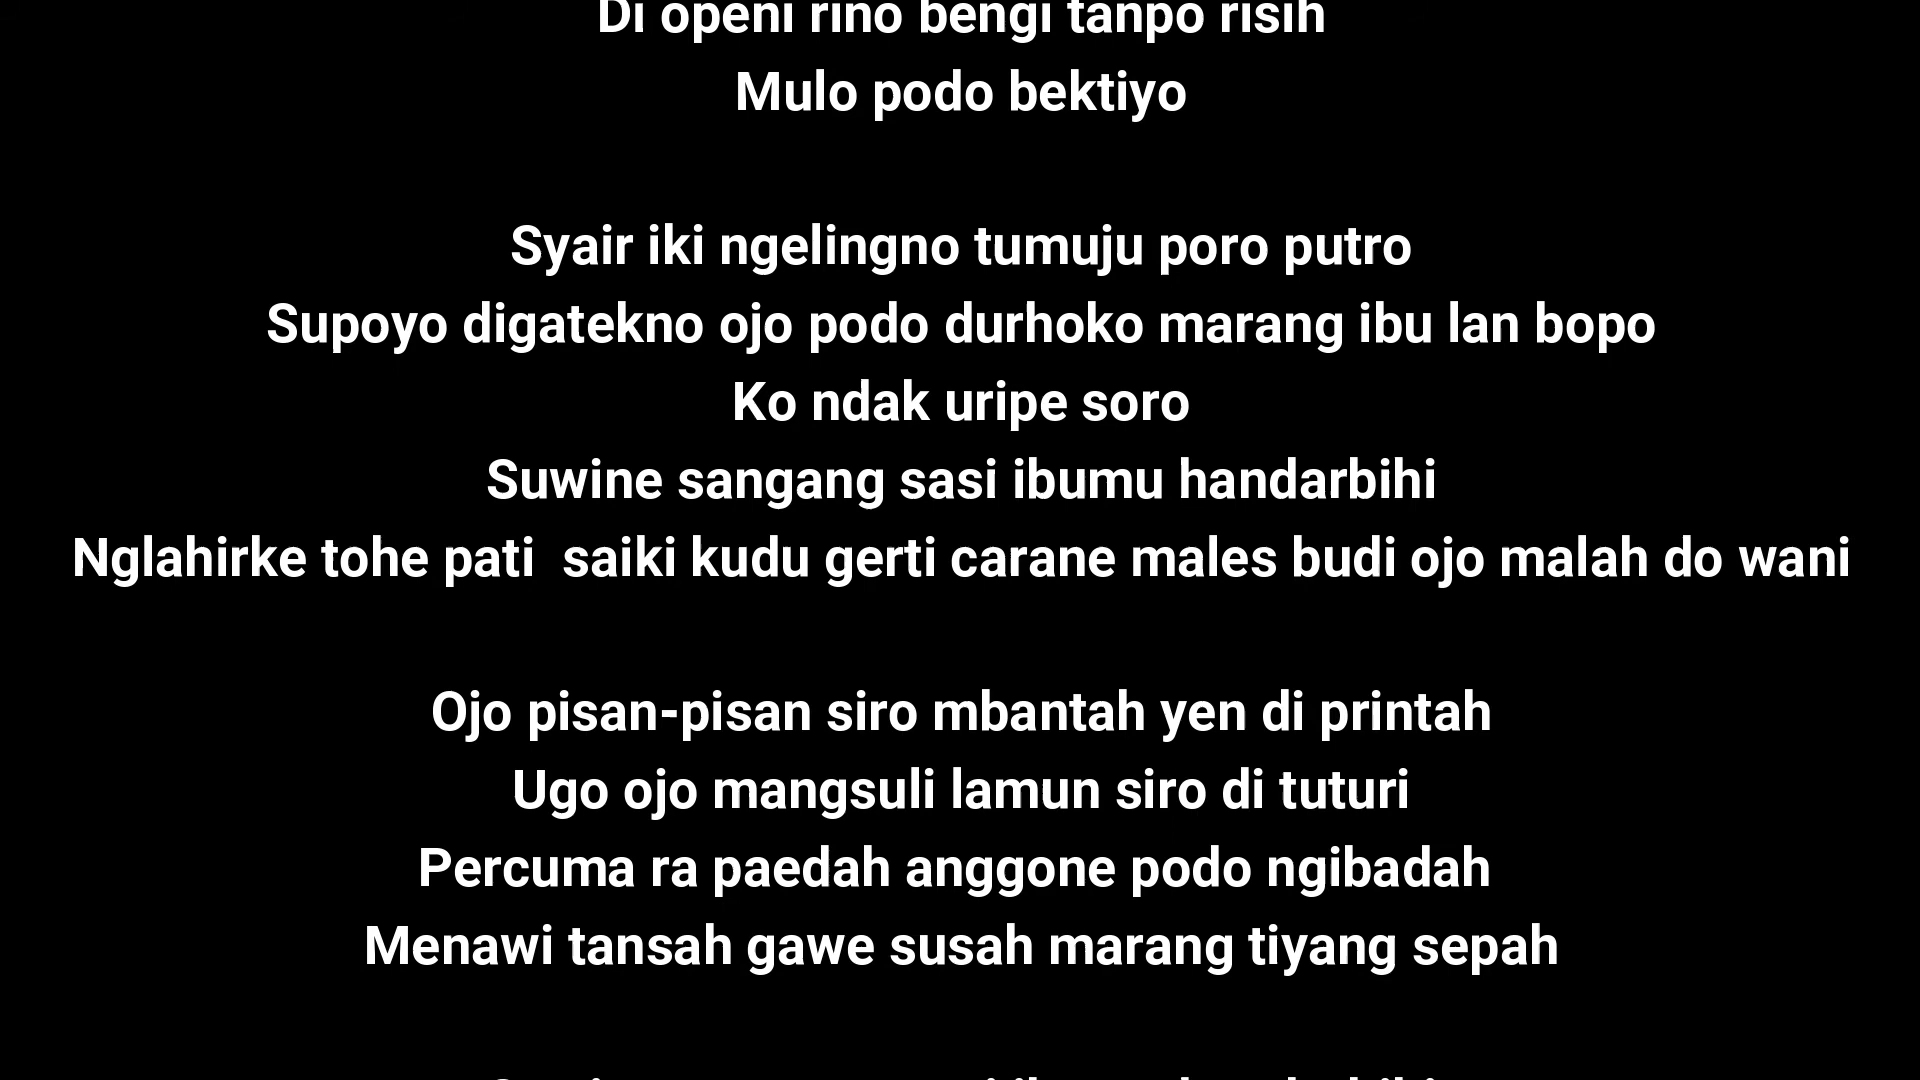 Di openi rino bengi tanpo risih
Mulo podo bektiyo
Syair iki ngelingno tumuju poro putro
Supoyo digatekno ojo podo durhoko marang ibu lan bopo
Ko ndak uripe soro
Suwine sangang sasi ibumu handarbihi
Nglahirke tohe pati  saiki kudu gerti carane males budi ojo malah do wani
Ojo pisan-pisan siro mbantah yen di printah
Ugo ojo mangsuli lamun siro di tuturi
Percuma ra paedah anggone podo ngibadah
Menawi tansah gawe susah marang tiyang sepah